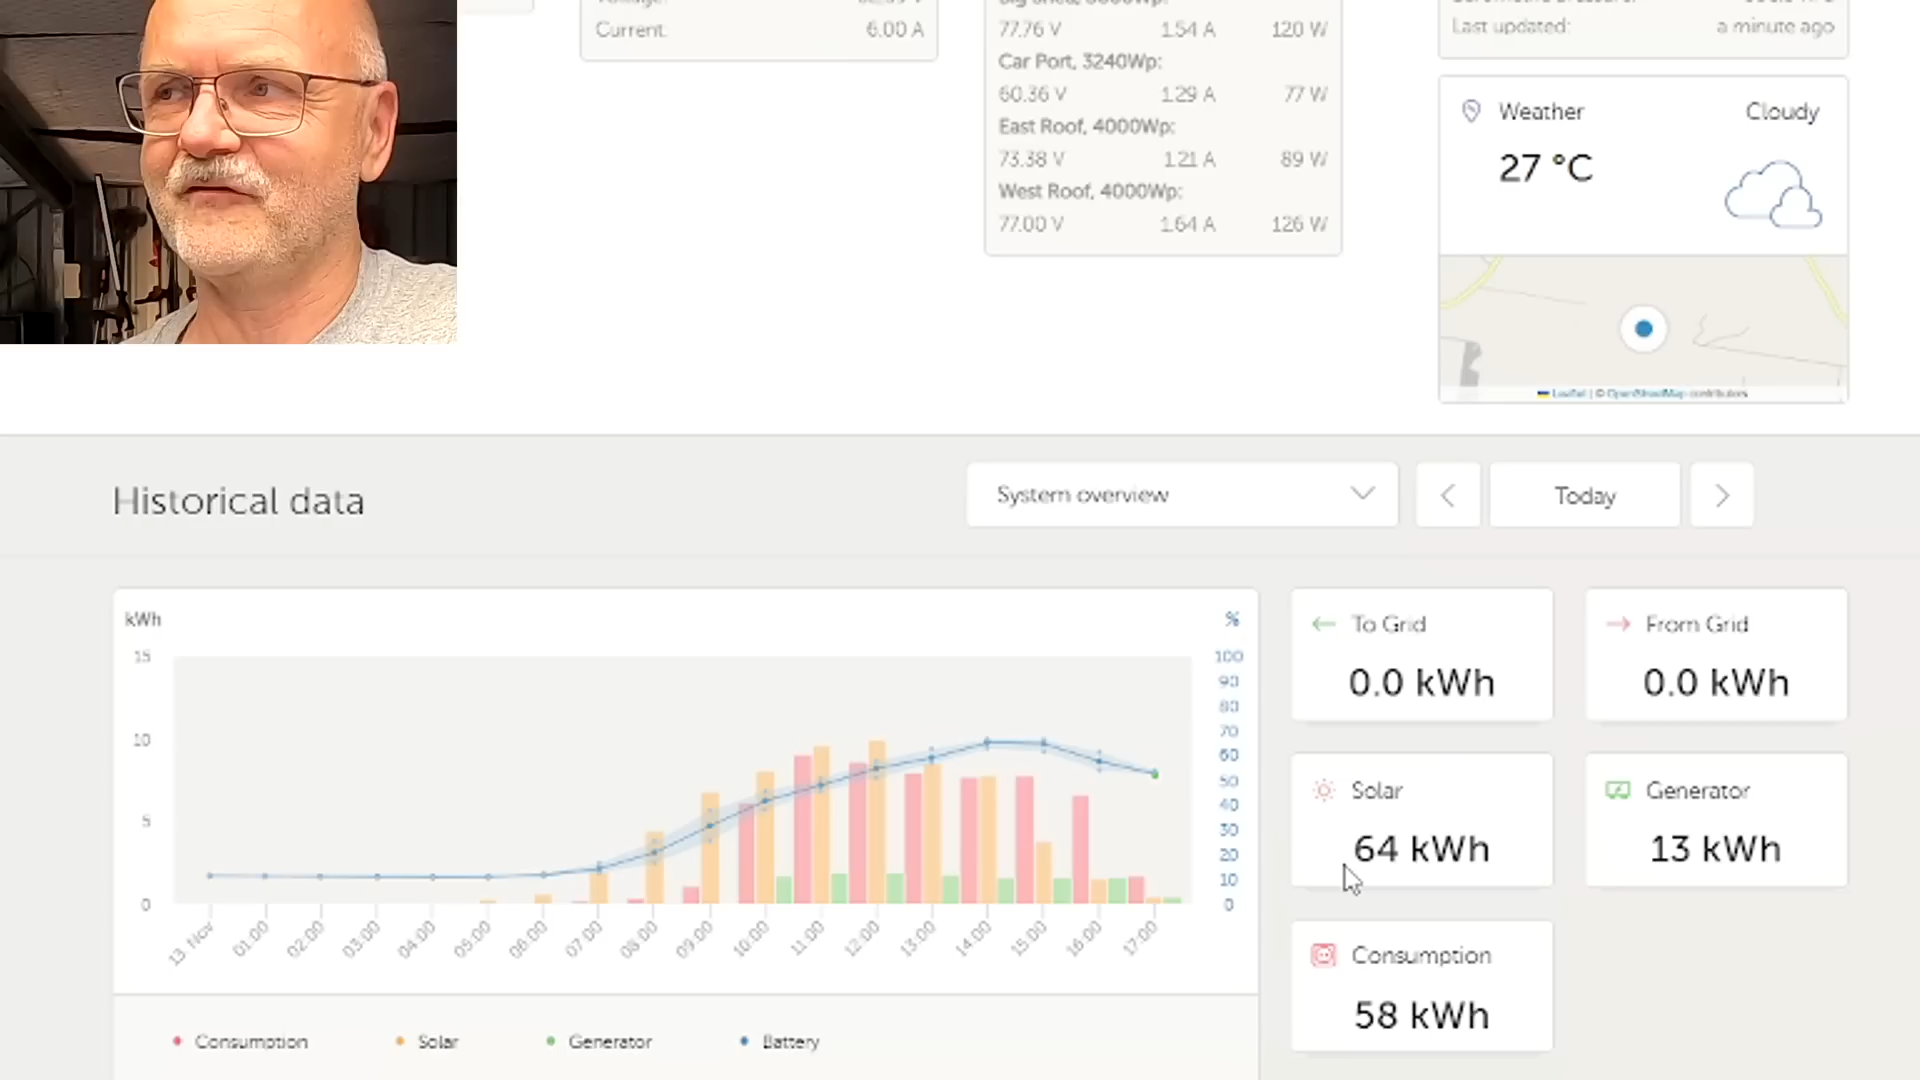 Current:
6.00 A
77.76 V 1.54 A 120 W
Car Port, 3240Wp:
60.36 V 1.29 A 77 W
East Roof, 4000Wp:
73.38 V 1.21 A 89 W
West Roof, 4000Wp:
77.00 V 1.64 A 126 W
Last updated: a minute ago
Weather Cloudy
27 °C
Leaflet | © OpenStreetMap contributors
Historical data
System overview
Today
kWh
%
15
10
5
0
100
90
80
70
60
50
40
30
20
10
0
13. Nov 01:00 02:00 03:00 04:00 05:00 06:00 07:00 08:00 09:00 10:00 11:00 12:00 13:00 14:00 15:00 16:00 17:00
Consumption Solar Generator Battery
To Grid
0.0 kWh
From Grid
0.0 kWh
Solar
64 kWh
Generator
13 kWh
Consumption
58 kWh